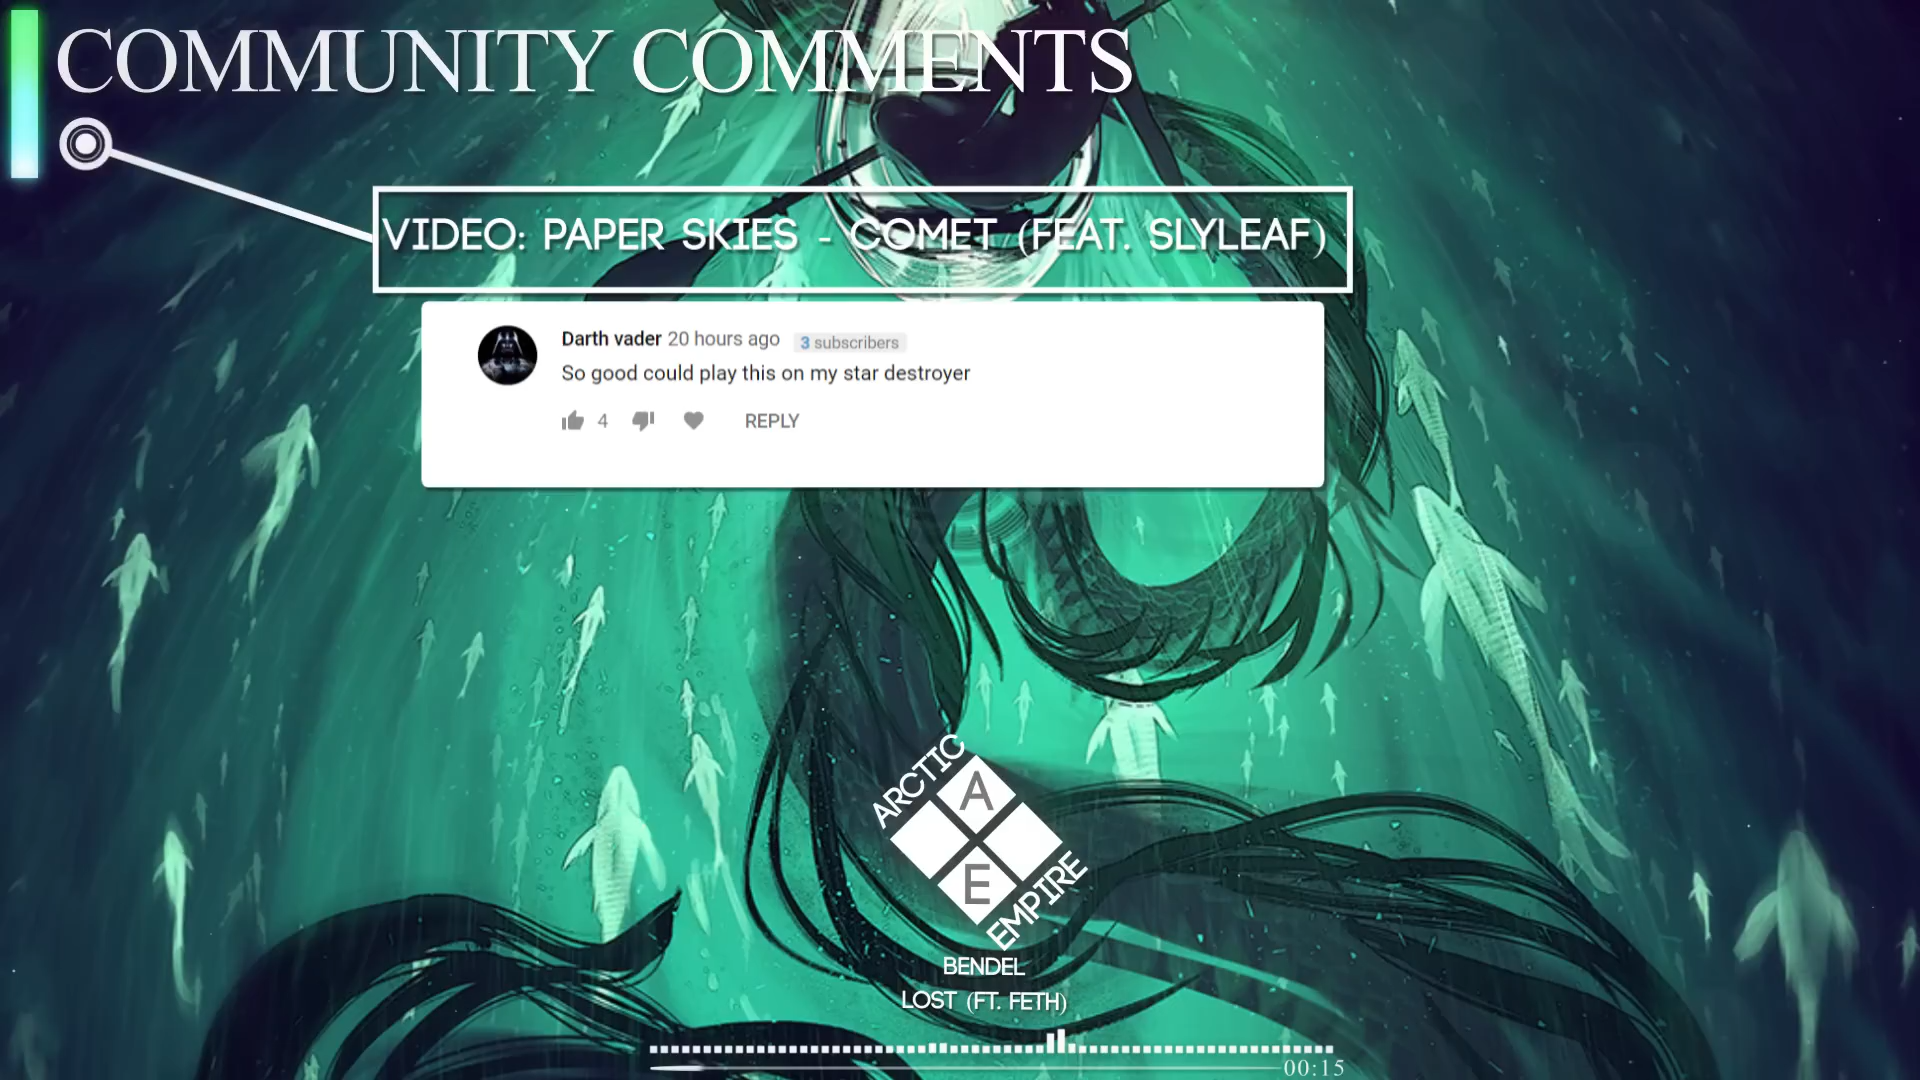 COMMUNITY COMMENTS
VIDEO: PAPER SKIES - COMET (FEAT. SLYLEAF)
Darth vader 20 hours ago 3 subscribers
So good could play this on my star destroyer
4 REPLY
ARCTIC
A
E
EMPIRE
BENDEL
LOST (FT. FETH)
00:15